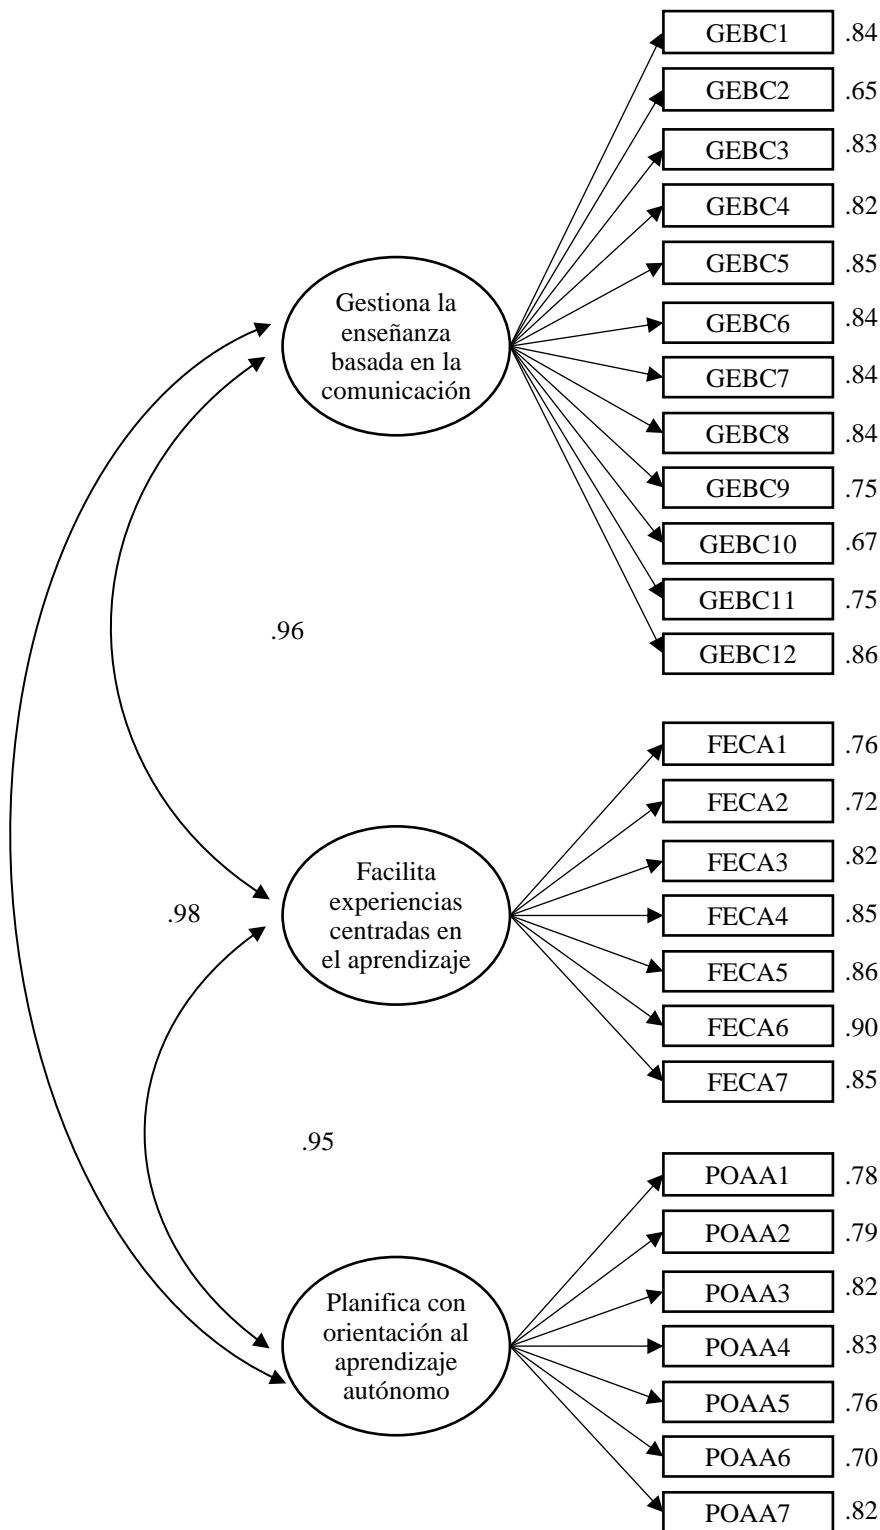 GEBC1 .84
GEBC2 .65
GEBC3 .83
GEBC4 .82
GEBC5 .85
GEBC6 .84
GEBC7 .84
GEBC8 .84
GEBC9 .75
GEBC10 .67
GEBC11 .75
GEBC12 .86
Gestiona la
enseñanza
basada en la
comunicación
.96
FECA1 .76
FECA2 .72
FECA3 .82
FECA4 .85
FECA5 .86
FECA6 .90
FECA7 .85
Facilita
experiencias
centradas en
el aprendizaje
.98
.95
POAA1 .78
POAA2 .79
POAA3 .82
POAA4 .83
POAA5 .76
POAA6 .70
POAA7 .82
Planifica con
orientación al
aprendizaje
autónomo